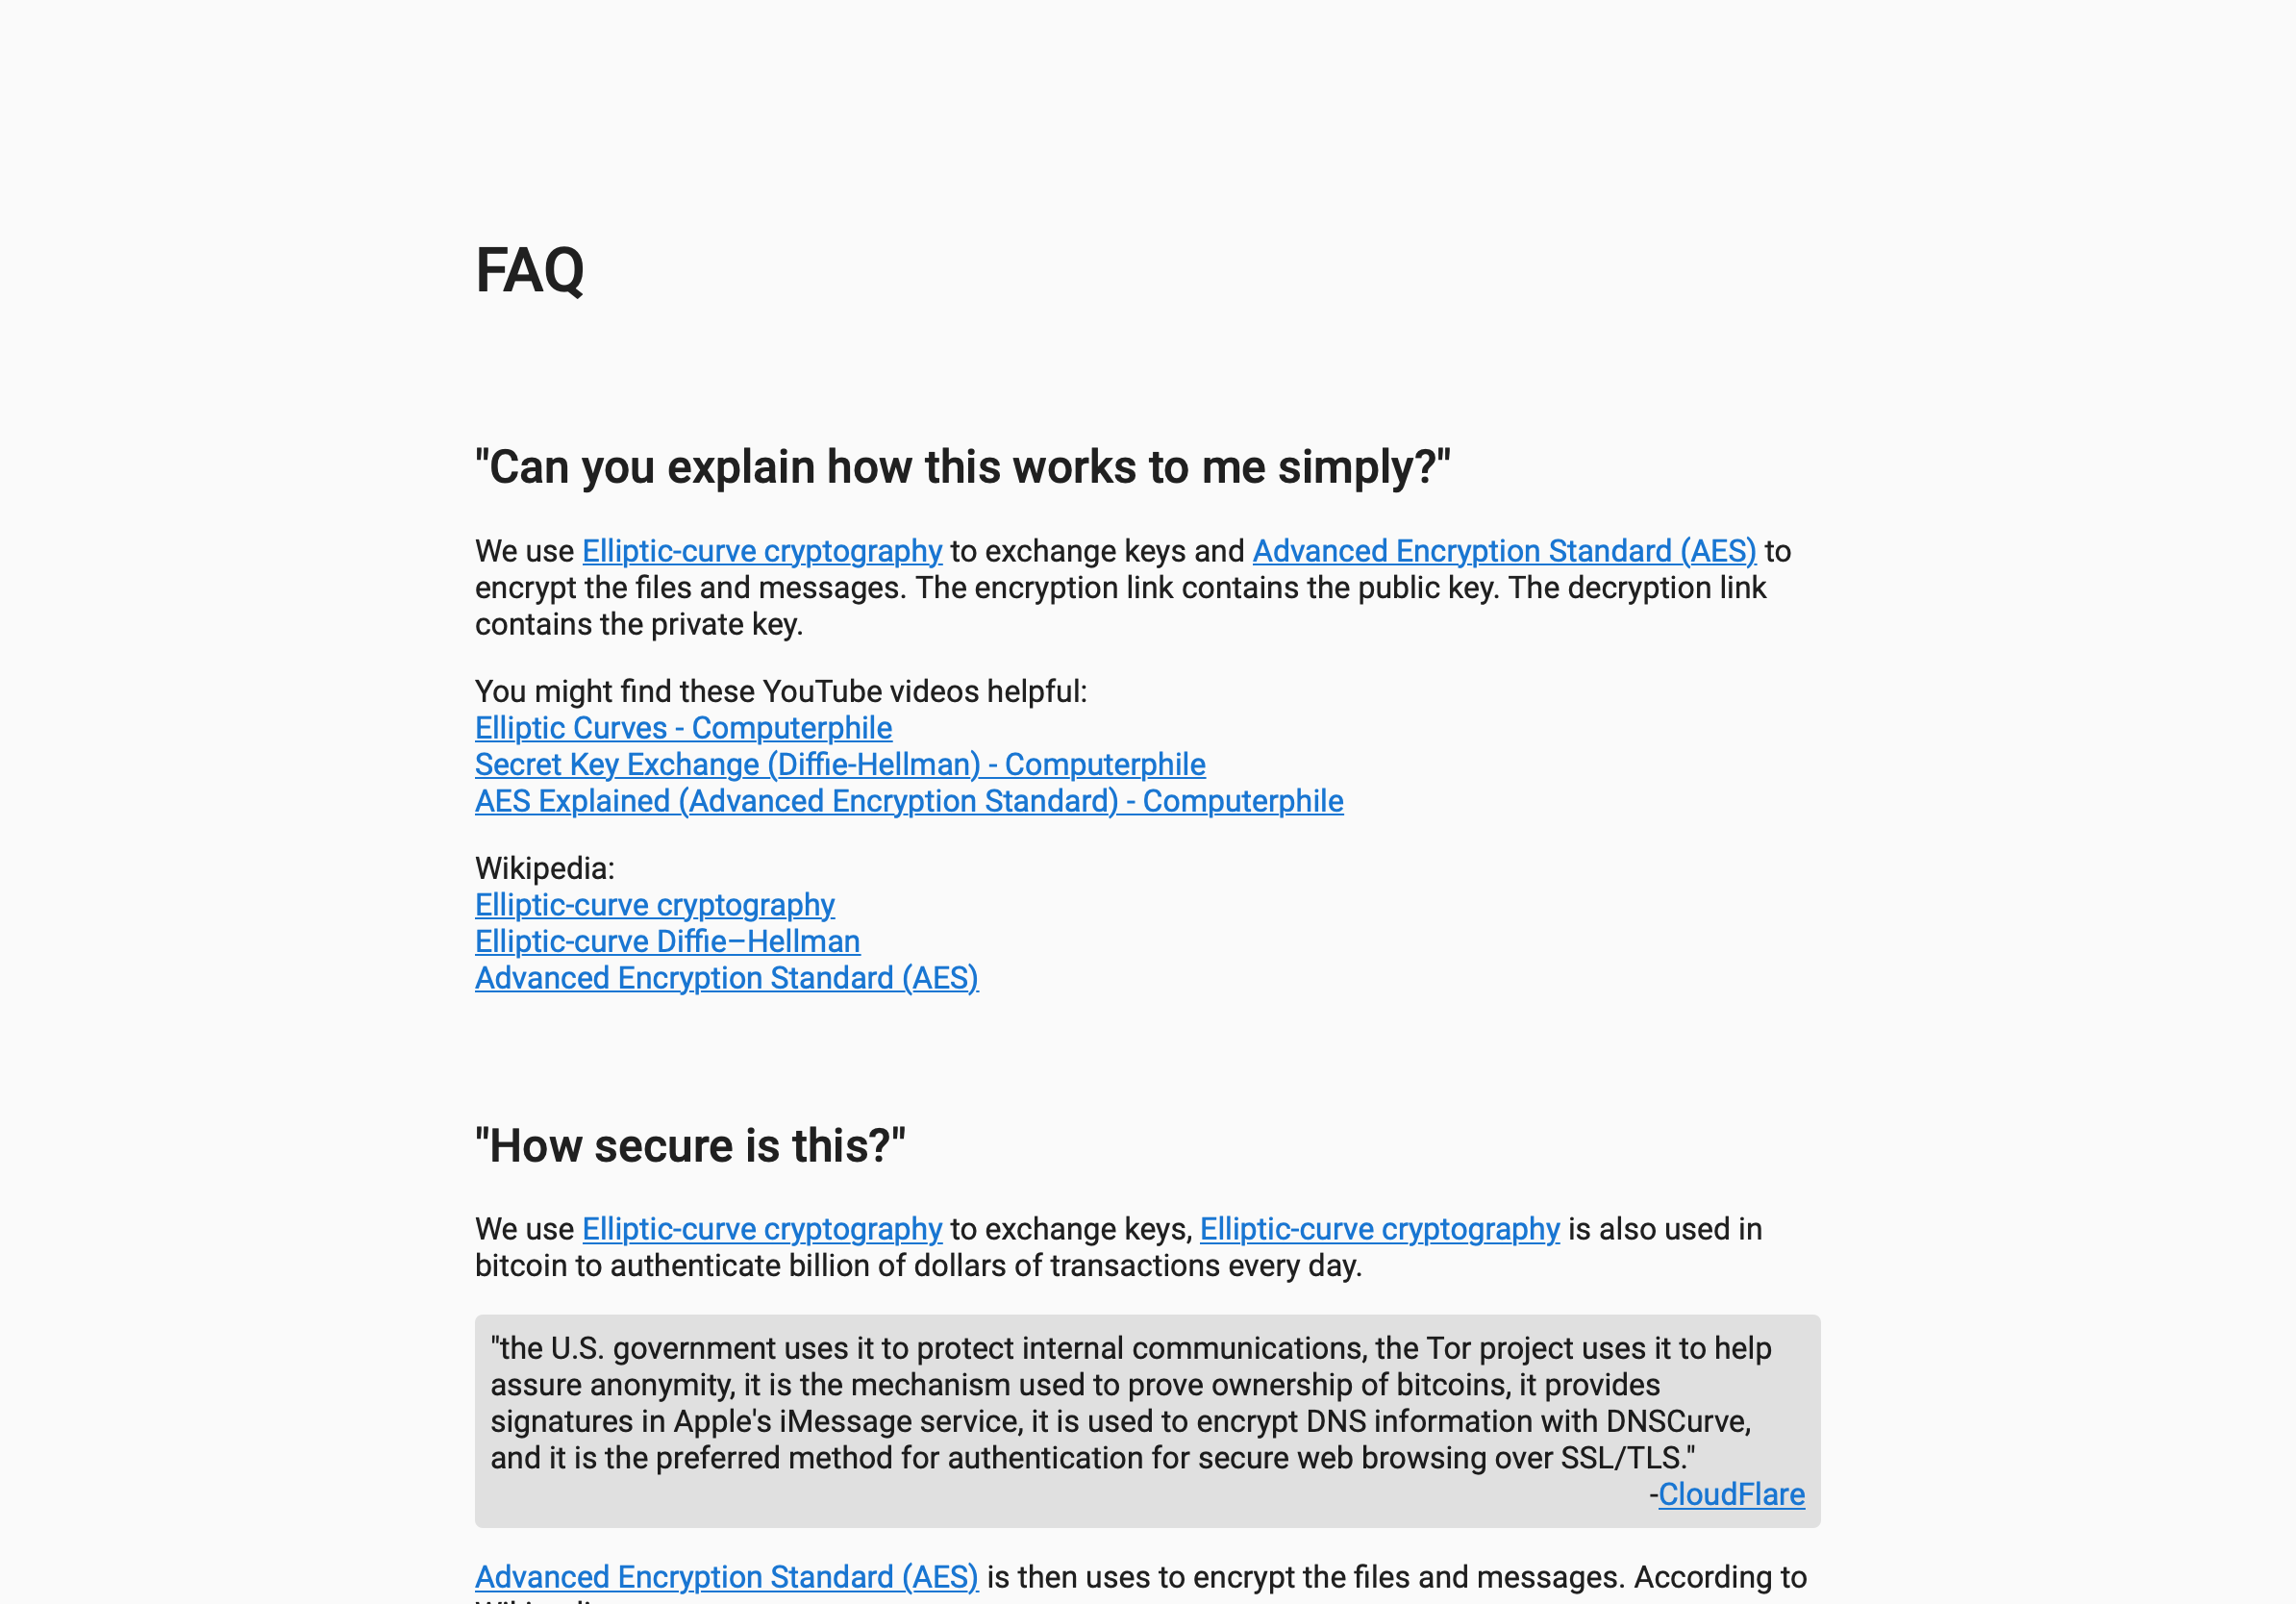 FAQ
"Can you explain how this works to me simply?"
We use Elliptic-curve cryptography to exchange keys and Advanced Encryption Standard (AES) to
encrypt the files and messages. The encryption link contains the public key. The decryption link
contains the private key.
You might find these YouTube videos helpful:
Elliptic Curves - Computerphile
Secret Key Exchange (Diffie-Hellman) - Computerphile
AES Explained (Advanced Encryption Standard) - Computerphile
Wikipedia:
Elliptic-curve cryptography
Elliptic-curve Diffie–Hellman
Advanced Encryption Standard (AES)
"How secure is this?"
We use Elliptic-curve cryptography to exchange keys, Elliptic-curve cryptography is also used in
bitcoin to authenticate billion of dollars of transactions every day.
"the U.S. government uses it to protect internal communications, the Tor project uses it to help
assure anonymity, it is the mechanism used to prove ownership of bitcoins, it provides
signatures in Apple's iMessage service, it is used to encrypt DNS information with DNSCurve,
and it is the preferred method for authentication for secure web browsing over SSL/TLS."
-CloudFlare
Advanced Encryption Standard (AES) is then uses to encrypt the files and messages. According to